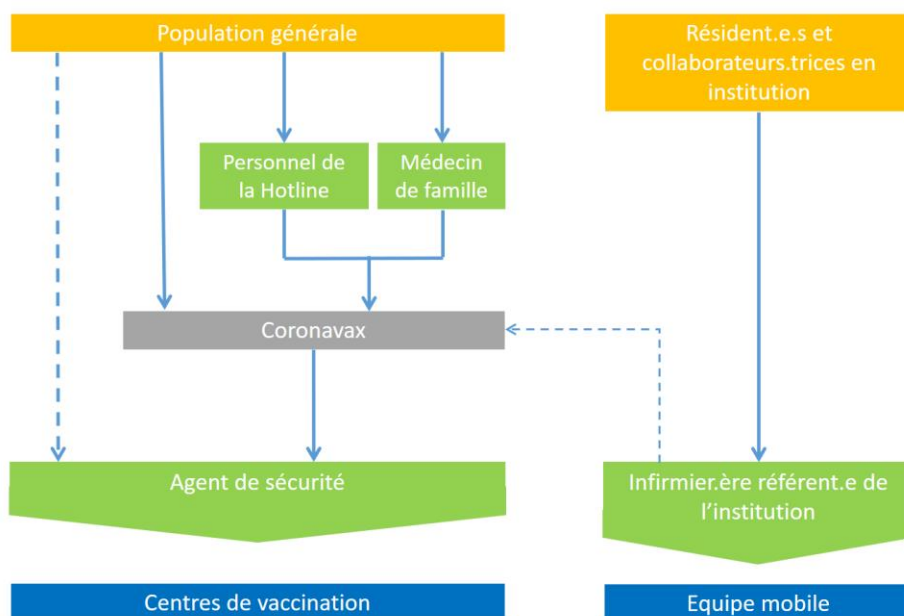 Population générale
Résident.e.s et
collaborateurs.trices en
institution
Personnel de
la Hotline
Médecin
de famille
Coronavax
Agent de sécurité
Infirmier.ère référent.e de
l'institution
Centres de vaccination
Equipe mobile